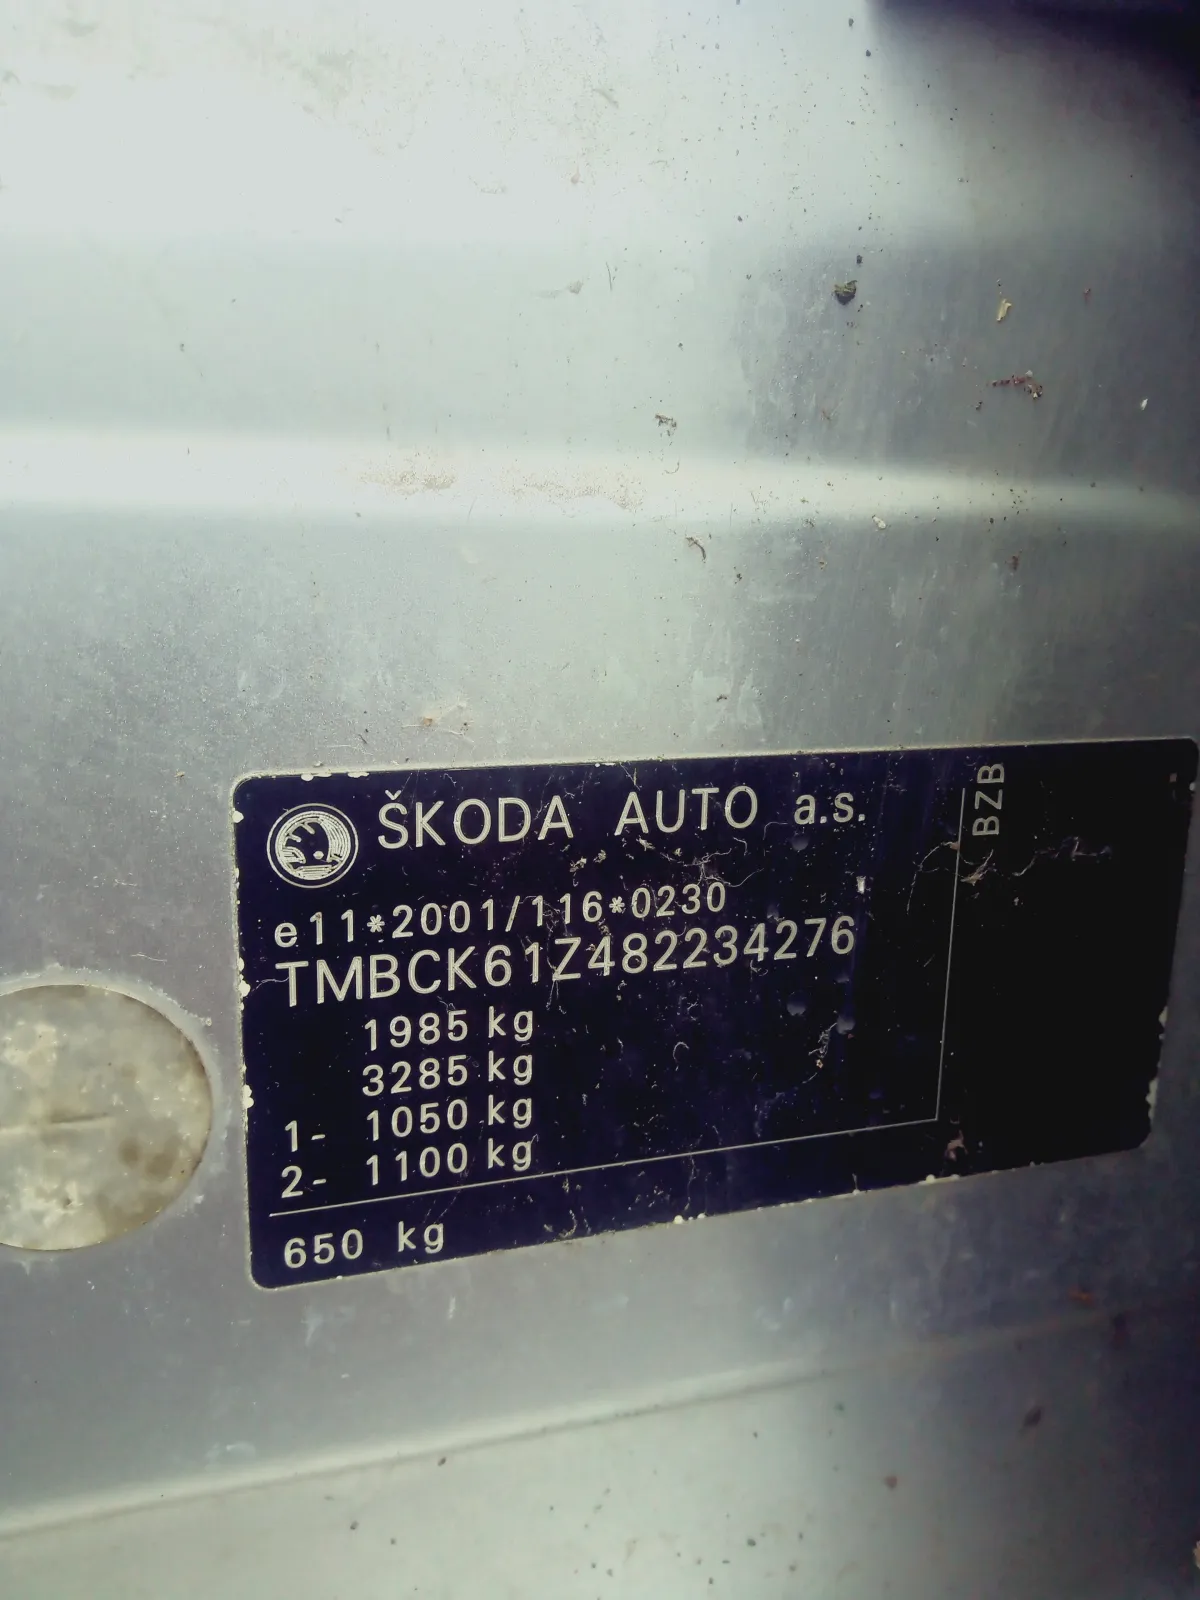 ŠKODA AUTO a.s.
e11*2001/116*0230
TMBCK61Z482234276
1985 kg
3285 kg
1- 1050 kg
2- 1100 kg
650 kg
BZB